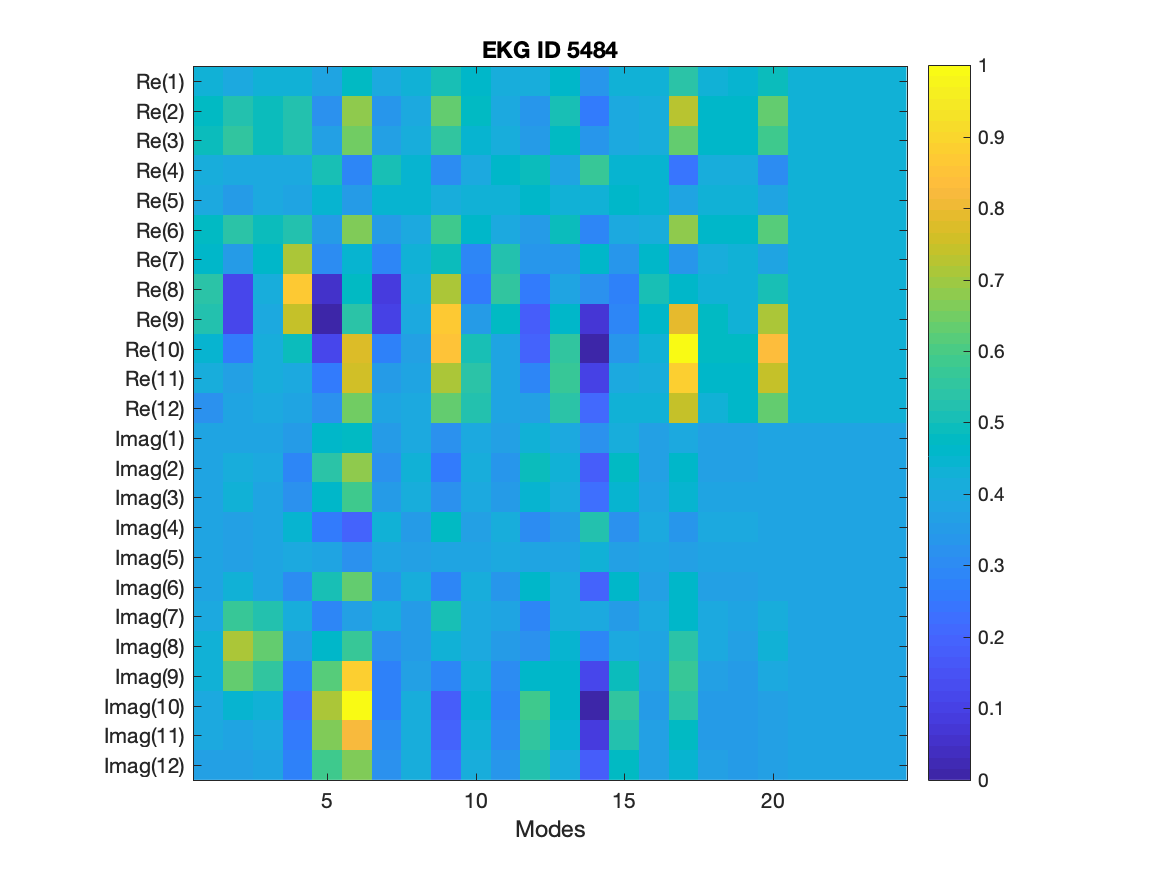 EKG ID 5484
Re(1)
Re(2)
Re(3)
Re(4)
Re(5)
Re(6)
Re(7)
Re(8)
Re(9)
Re(10)
Re(11)
Re(12)
Imag(1)
Imag(2)
Imag(3)
Imag(4)
Imag(5)
Imag(6)
Imag(7)
Imag(8)
Imag(9)
Imag(10)
Imag(11)
Imag(12)
5 10 15 20
Modes
1
0.9
0.8
0.7
0.6
0.5
0.4
0.3
0.2
0.1
0